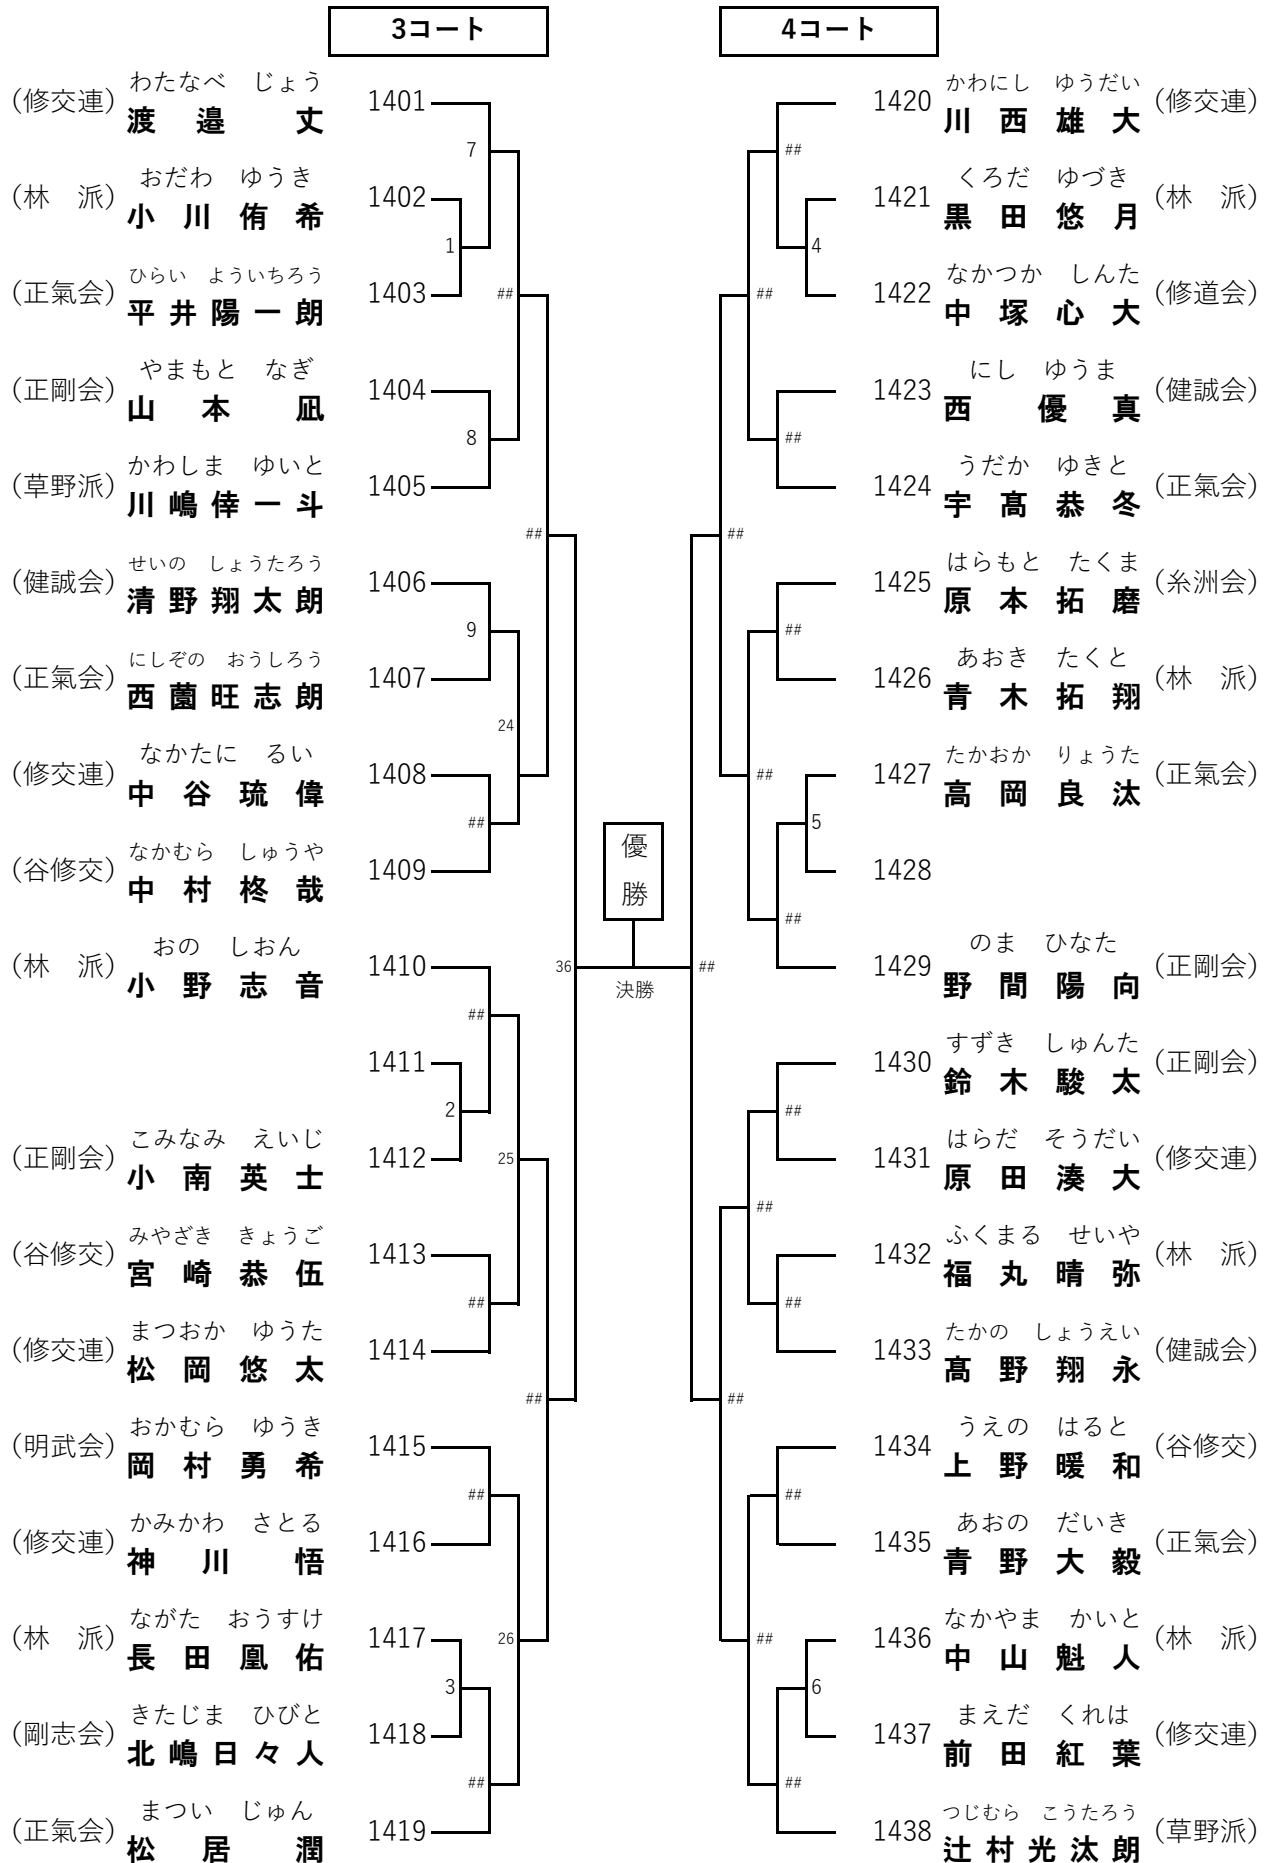 3コート
(修交連) わたなべ じょう 渡邉 丈 1401
7
(林 派) おだわ ゆうき 小川侑希 1402
1
(正氣会) ひらい よういちろう 平井陽一朗 1403
##
(正剛会) やまもと なぎ 山本 凪 1404
8
(草野派) かわしま ゆいと 川嶋倖一斗 1405
##
(健誠会) せいの しょうたろう 清野翔太朗 1406
9
(正氣会) にしぞの おうしろう 西薗旺志朗 1407
24
(修交連) なかたに るい 中谷琉偉 1408
##
(谷修交) なかむら しゅうや 中村柊哉 1409
(林 派) おの しおん 小野志音 1410
36
##
1411
2
(正剛会) こみなみ えいじ 小南英士 1412
25
(谷修交) みやざき きょうご 宮崎恭伍 1413
##
(修交連) まつおか ゆうた 松岡悠太 1414
##
(明武会) おかむら ゆうき 岡村勇希 1415
##
(修交連) かみかわ さとる 神川 悟 1416
(林 派) ながた おうすけ 長田凰佑 1417
26
3
(剛志会) きたじま ひびと 北嶋日々人 1418
##
(正氣会) まつい じゅん 松居 潤 1419
優勝
決勝
4コート
1420 かわにし ゆうだい 川西雄大 (修交連)
##
1421 くろだ ゆづき 黒田悠月 (林 派)
4
1422 なかつか しんた 中塚心大 (修道会)
##
1423 にし ゆうま 西 優真 (健誠会)
##
1424 うだか ゆきと 宇髙恭冬 (正氣会)
##
1425 はらもと たくま 原本拓磨 (糸洲会)
##
1426 あおき たくと 青木拓翔 (林 派)
1427 たかおか りょうた 高岡良汰 (正氣会)
##
5
1428
##
1429 のま ひなた 野間陽向 (正剛会)
##
1430 すずき しゅんた 鈴木駿太 (正剛会)
##
1431 はらだ そうだい 原田湊大 (修交連)
##
1432 ふくまる せいや 福丸晴弥 (林 派)
##
1433 たかの しょうえい 髙野翔永 (健誠会)
##
1434 うえの はると 上野暖和 (谷修交)
##
1435 あおの だいき 青野大毅 (正氣会)
1436 なかやま かいと 中山魁人 (林 派)
##
6
1437 まえだ くれは 前田紅葉 (修交連)
##
1438 つじむら こうたろう 辻村光汰朗 (草野派)